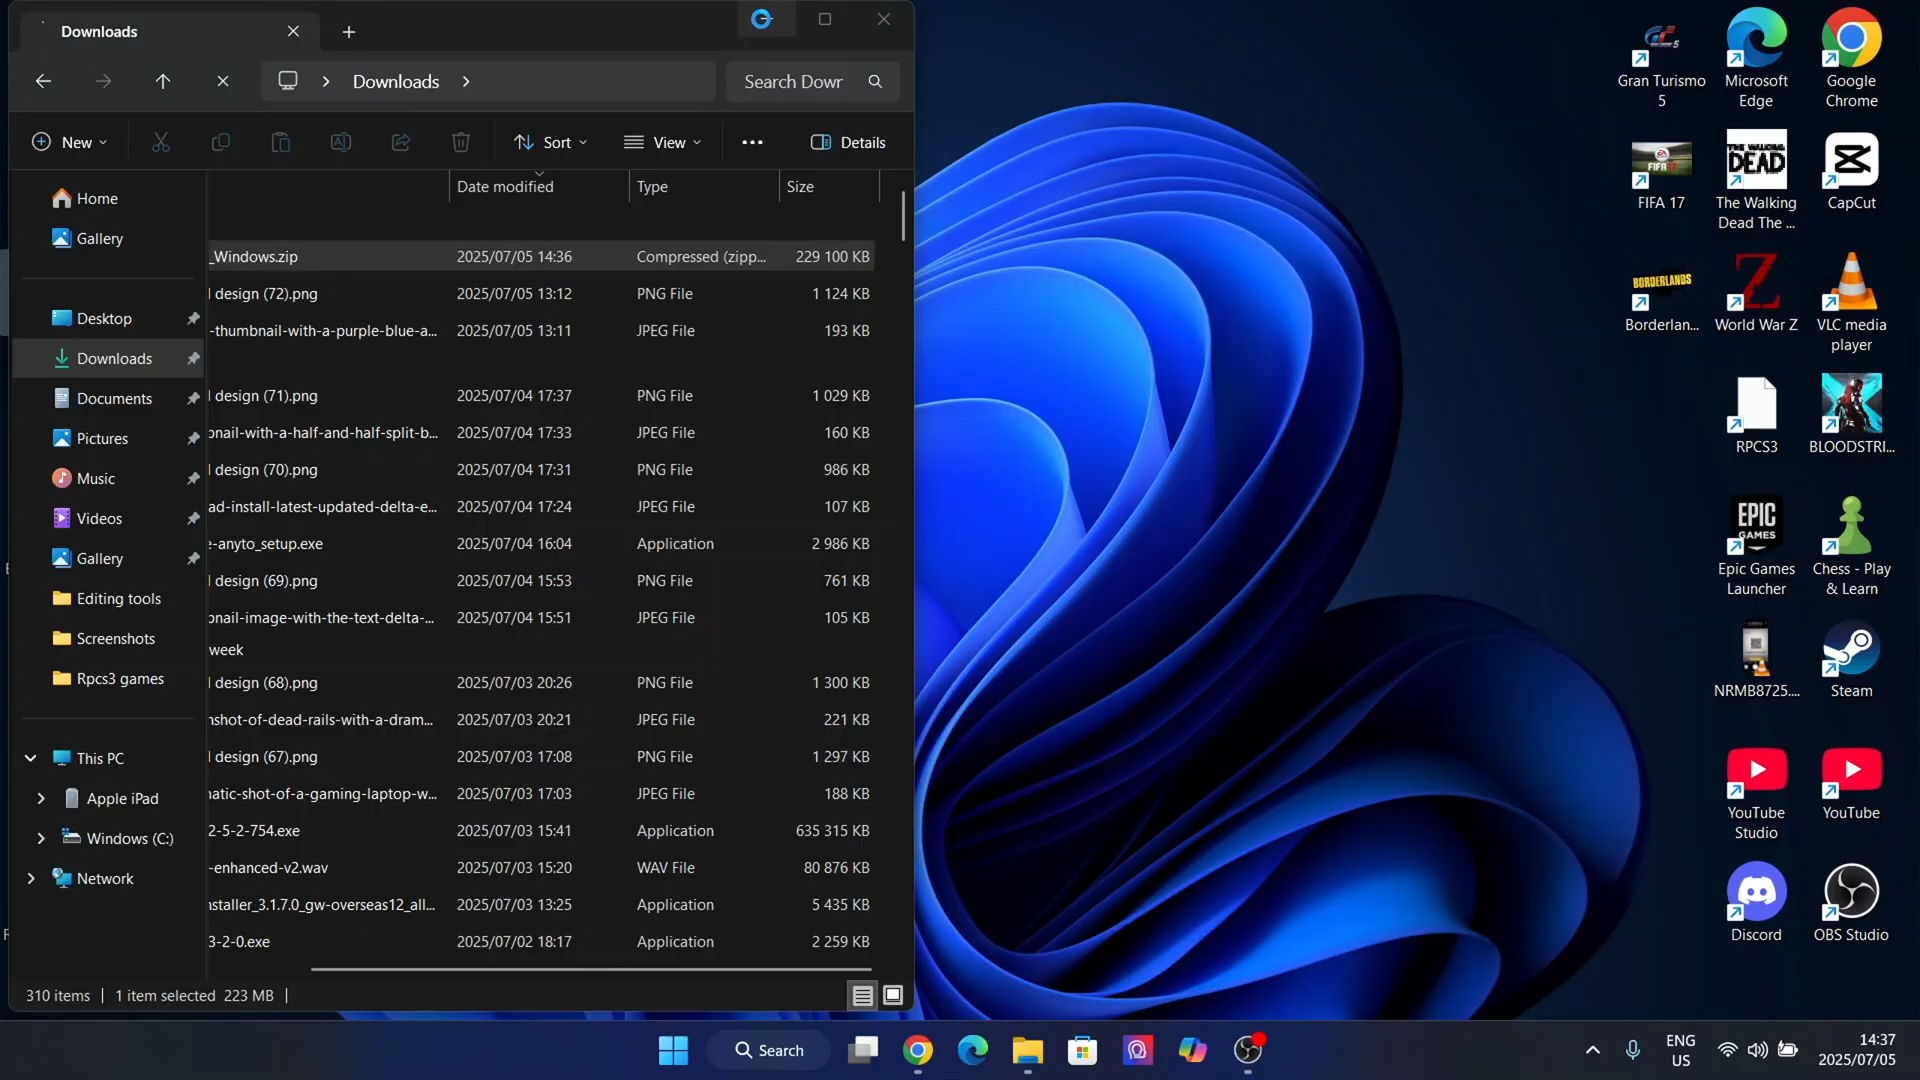 Downloads
Downloads
Search Dowr
New
Sort
View
Details
Date modified
Type
Size
Home
Gallery
Desktop
Downloads
Documents
Pictures
Music
Videos
Gallery
Editing tools
Screenshots
Rpcs3 games
This PC
Apple iPad
Windows (C:)
Network
_Windows.zip 2025/07/05 14:36 Compressed (zipp... 229 100 KB
l design (72).png 2025/07/05 13:12 PNG File 1 124 KB
-thumbnail-with-a-purple-blue-a... 2025/07/05 13:11 JPEG File 193 KB
l design (71).png 2025/07/04 17:37 PNG File 1 029 KB
nail-with-a-half-and-half-split-b... 2025/07/04 17:33 JPEG File 160 KB
l design (70).png 2025/07/04 17:31 PNG File 986 KB
ad-install-latest-updated-delta-e... 2025/07/04 17:24 JPEG File 107 KB
e-anyto_setup.exe 2025/07/04 16:04 Application 2 986 KB
l design (69).png 2025/07/04 15:53 PNG File 761 KB
nail-image-with-the-text-delta-... 2025/07/04 15:51 JPEG File 105 KB
week
l design (68).png 2025/07/03 20:26 PNG File 1 300 KB
shot-of-dead-rails-with-a-dram... 2025/07/03 20:21 JPEG File 221 KB
l design (67).png 2025/07/03 17:08 PNG File 1 297 KB
atic-shot-of-a-gaming-laptop-w... 2025/07/03 17:03 JPEG File 188 KB
2-5-2-754.exe 2025/07/03 15:41 Application 635 315 KB
-enhanced-v2.wav 2025/07/03 15:20 WAV File 80 876 KB
nstaller_3.1.7.0_gw-overseas12_all... 2025/07/03 13:25 Application 5 435 KB
3-2-0.exe 2025/07/02 18:17 Application 2 259 KB
310 items
1 item selected 223 MB
Gran Turismo
5
Microsoft
Edge
Google
Chrome
FIFA 17
THE WALKING
DEAD
The Walking
Dead The ...
CapCut
BORDERLANDS
Borderlan...
World War Z
VLC media
player
RPCS3
BLOODSTRI...
EPIC
GAMES
Epic Games
Launcher
Chess - Play
& Learn
NRMB8725....
Steam
YouTube
Studio
YouTube
Discord
OBS Studio
Search
ENG
US
14:37
2025/07/05